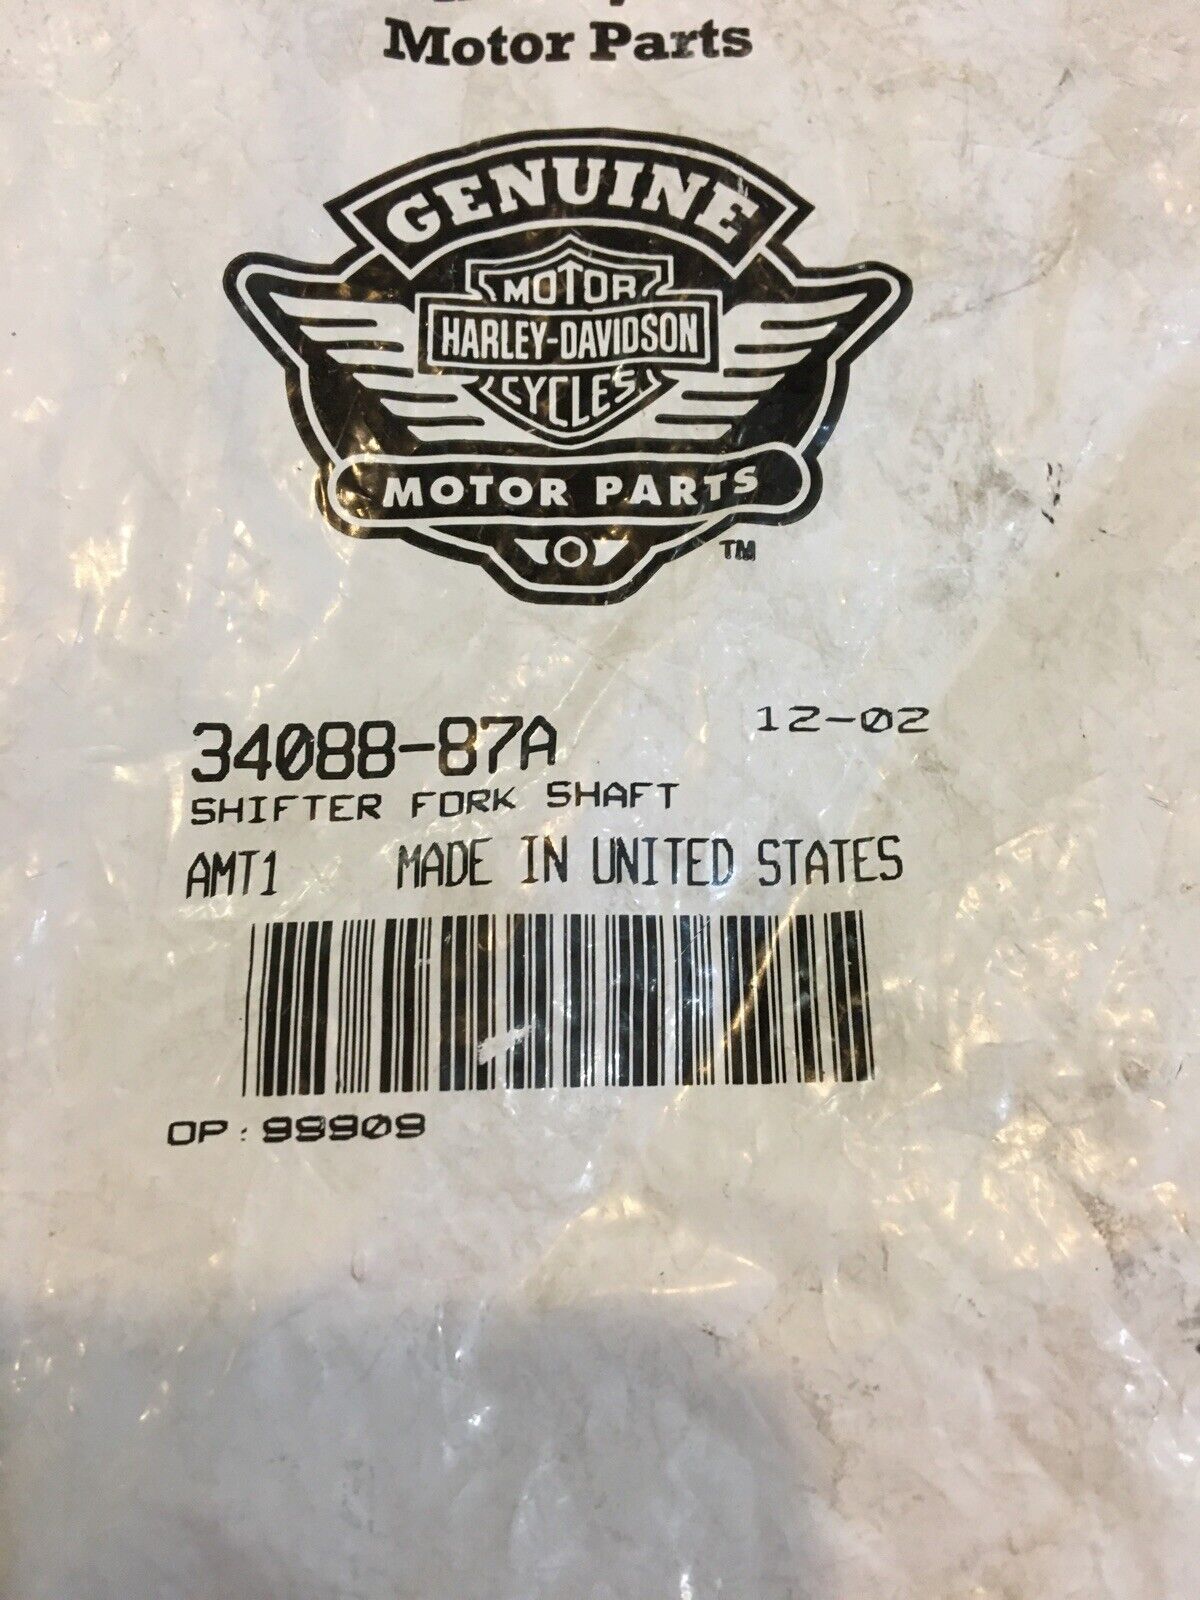 Motor Parts
GENUINE
MOTOR
HARLEY-DAVIDSON
CYCLES
MOTOR PARTS
TM
34088-87A 12-02
SHIFTER FORK SHAFT
AMT1 MADE IN UNITED STATES
OP: 99909